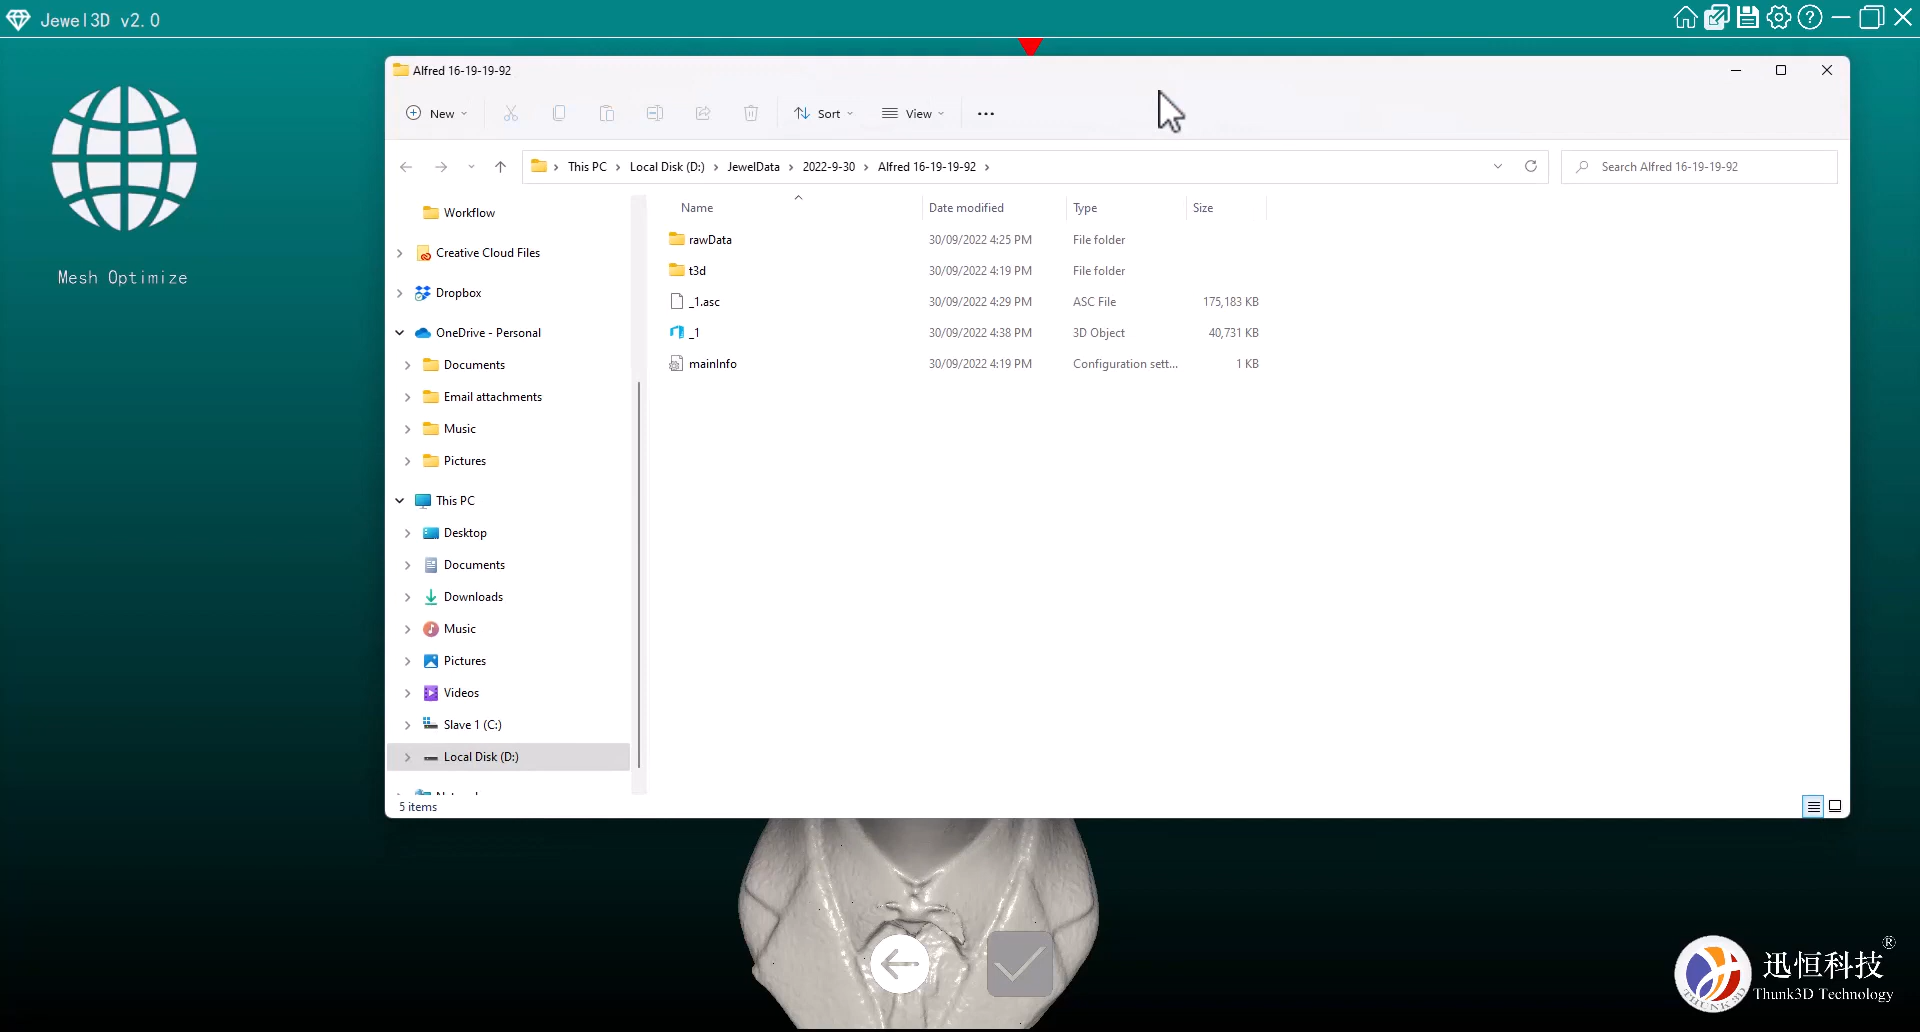 Jewel3D v2.0
Mesh Optimize
Alfred 16-19-19-92
New
Sort
View
This PC
Local Disk (D:)
JewelData
2022-9-30
Alfred 16-19-19-92
Search Alfred 16-19-19-92
Workflow
Creative Cloud Files
Dropbox
OneDrive - Personal
Documents
Email attachments
Music
Pictures
This PC
Desktop
Documents
Downloads
Music
Pictures
Videos
Slave 1 (C:)
Local Disk (D:)
5 items
Name Date modified Type Size
rawData 30/09/2022 4:25 PM File folder
t3d 30/09/2022 4:19 PM File folder
_1.asc 30/09/2022 4:29 PM ASC File 175,183 KB
_1 30/09/2022 4:38 PM 3D Object 40,731 KB
mainInfo 30/09/2022 4:19 PM Configuration sett... 1 KB
THUNK 3D
迅恒科技®
Thunk3D Technology